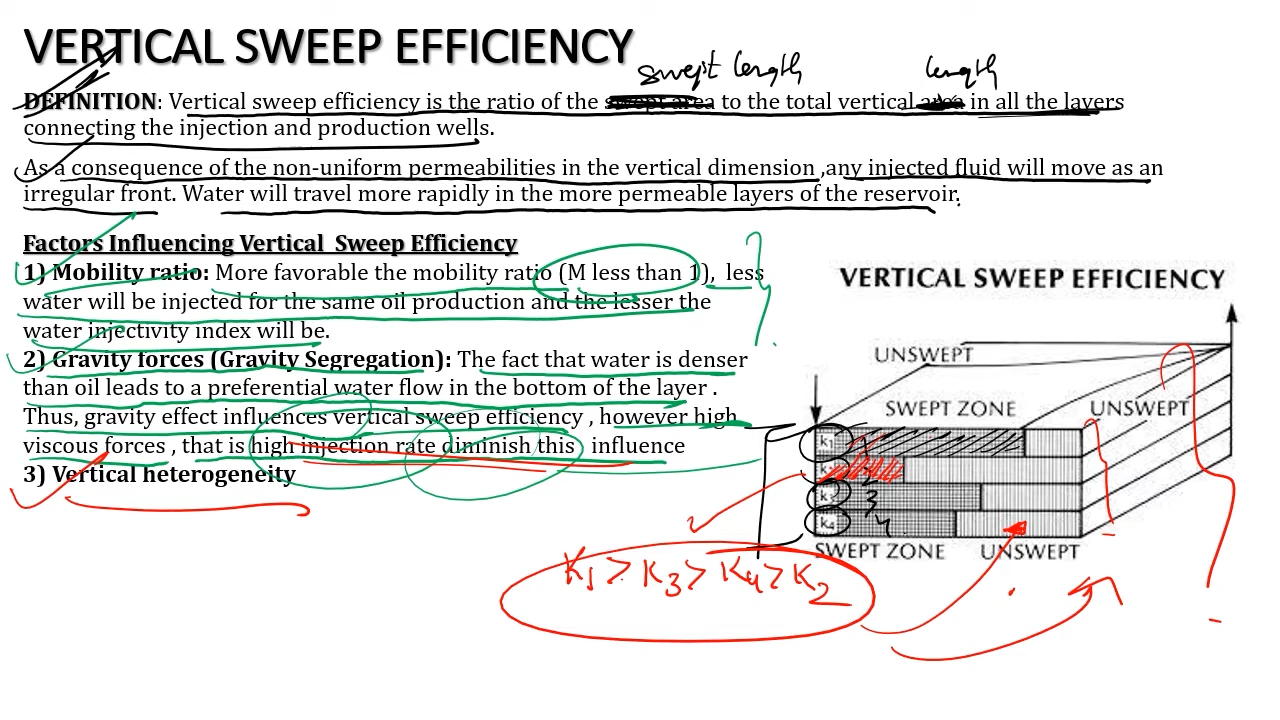 VERTICAL SWEEP EFFICIENCY
swept length length
DEFINITION: Vertical sweep efficiency is the ratio of the swept area to the total vertical area in all the layers
connecting the injection and production wells.
As a consequence of the non-uniform permeabilities in the vertical dimension ,any injected fluid will move as an
irregular front. Water will travel more rapidly in the more permeable layers of the reservoir.
Factors Influencing Vertical Sweep Efficiency
1) Mobility ratio: More favorable the mobility ratio (M less than 1), less
water will be injected for the same oil production and the lesser the
water injectivity index will be.
2) Gravity forces (Gravity Segregation): The fact that water is denser
than oil leads to a preferential water flow in the bottom of the layer .
Thus, gravity effect influences vertical sweep efficiency , however high
viscous forces , that is high injection rate diminish this influence
3) Vertical heterogeneity
VERTICAL SWEEP EFFICIENCY
UNSWEPT
SWEPT ZONE UNSWEPT
k₁ 1
k 2
k₃ 3
k₄ 4
SWEPT ZONE UNSWEPT
K₁ > K₃ > K₄ > K₂